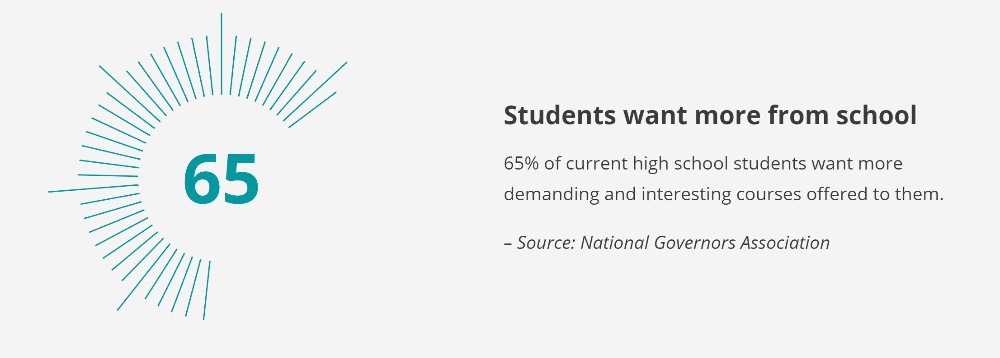 65
Students want more from school
65% of current high school students want more
demanding and interesting courses offered to them.
– Source: National Governors Association